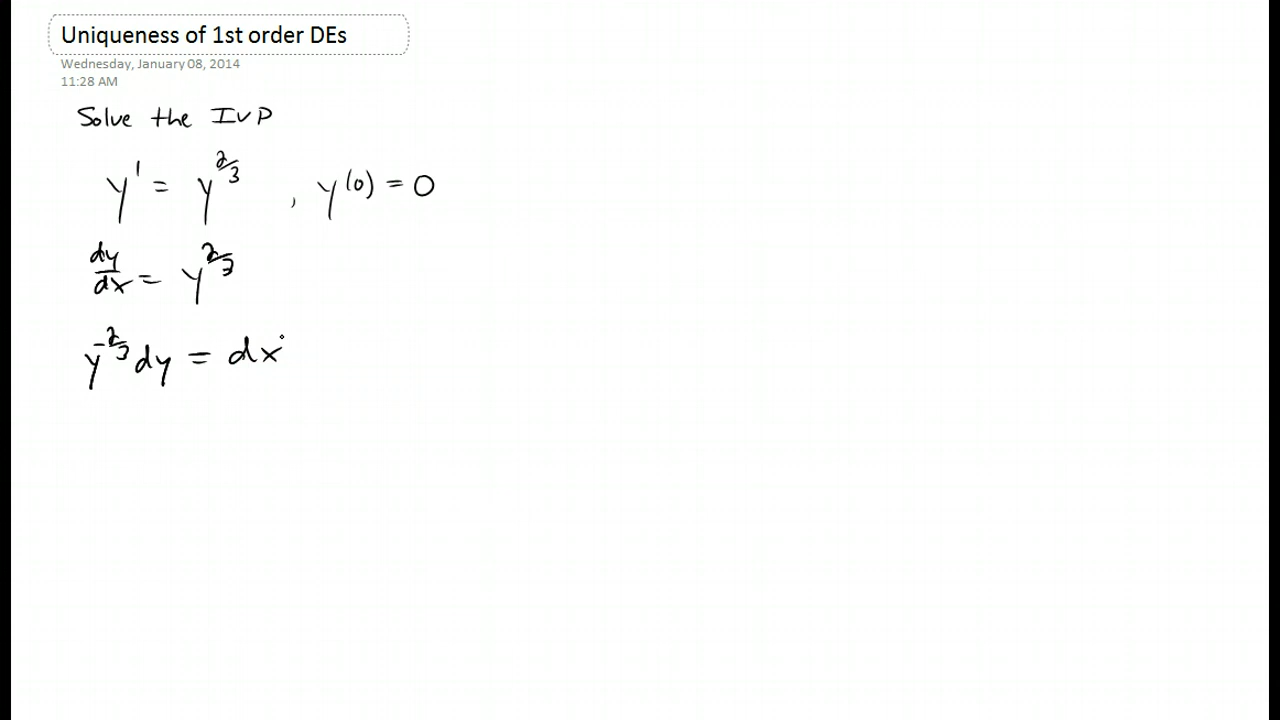 Uniqueness of 1st order DEs
Wednesday, January 08, 2014
11:28 AM
Solve the IVP
y' = y^{2/3} , y(0) = 0
dy/dx = y^{2/3}
y^{-2/3} dy = dx